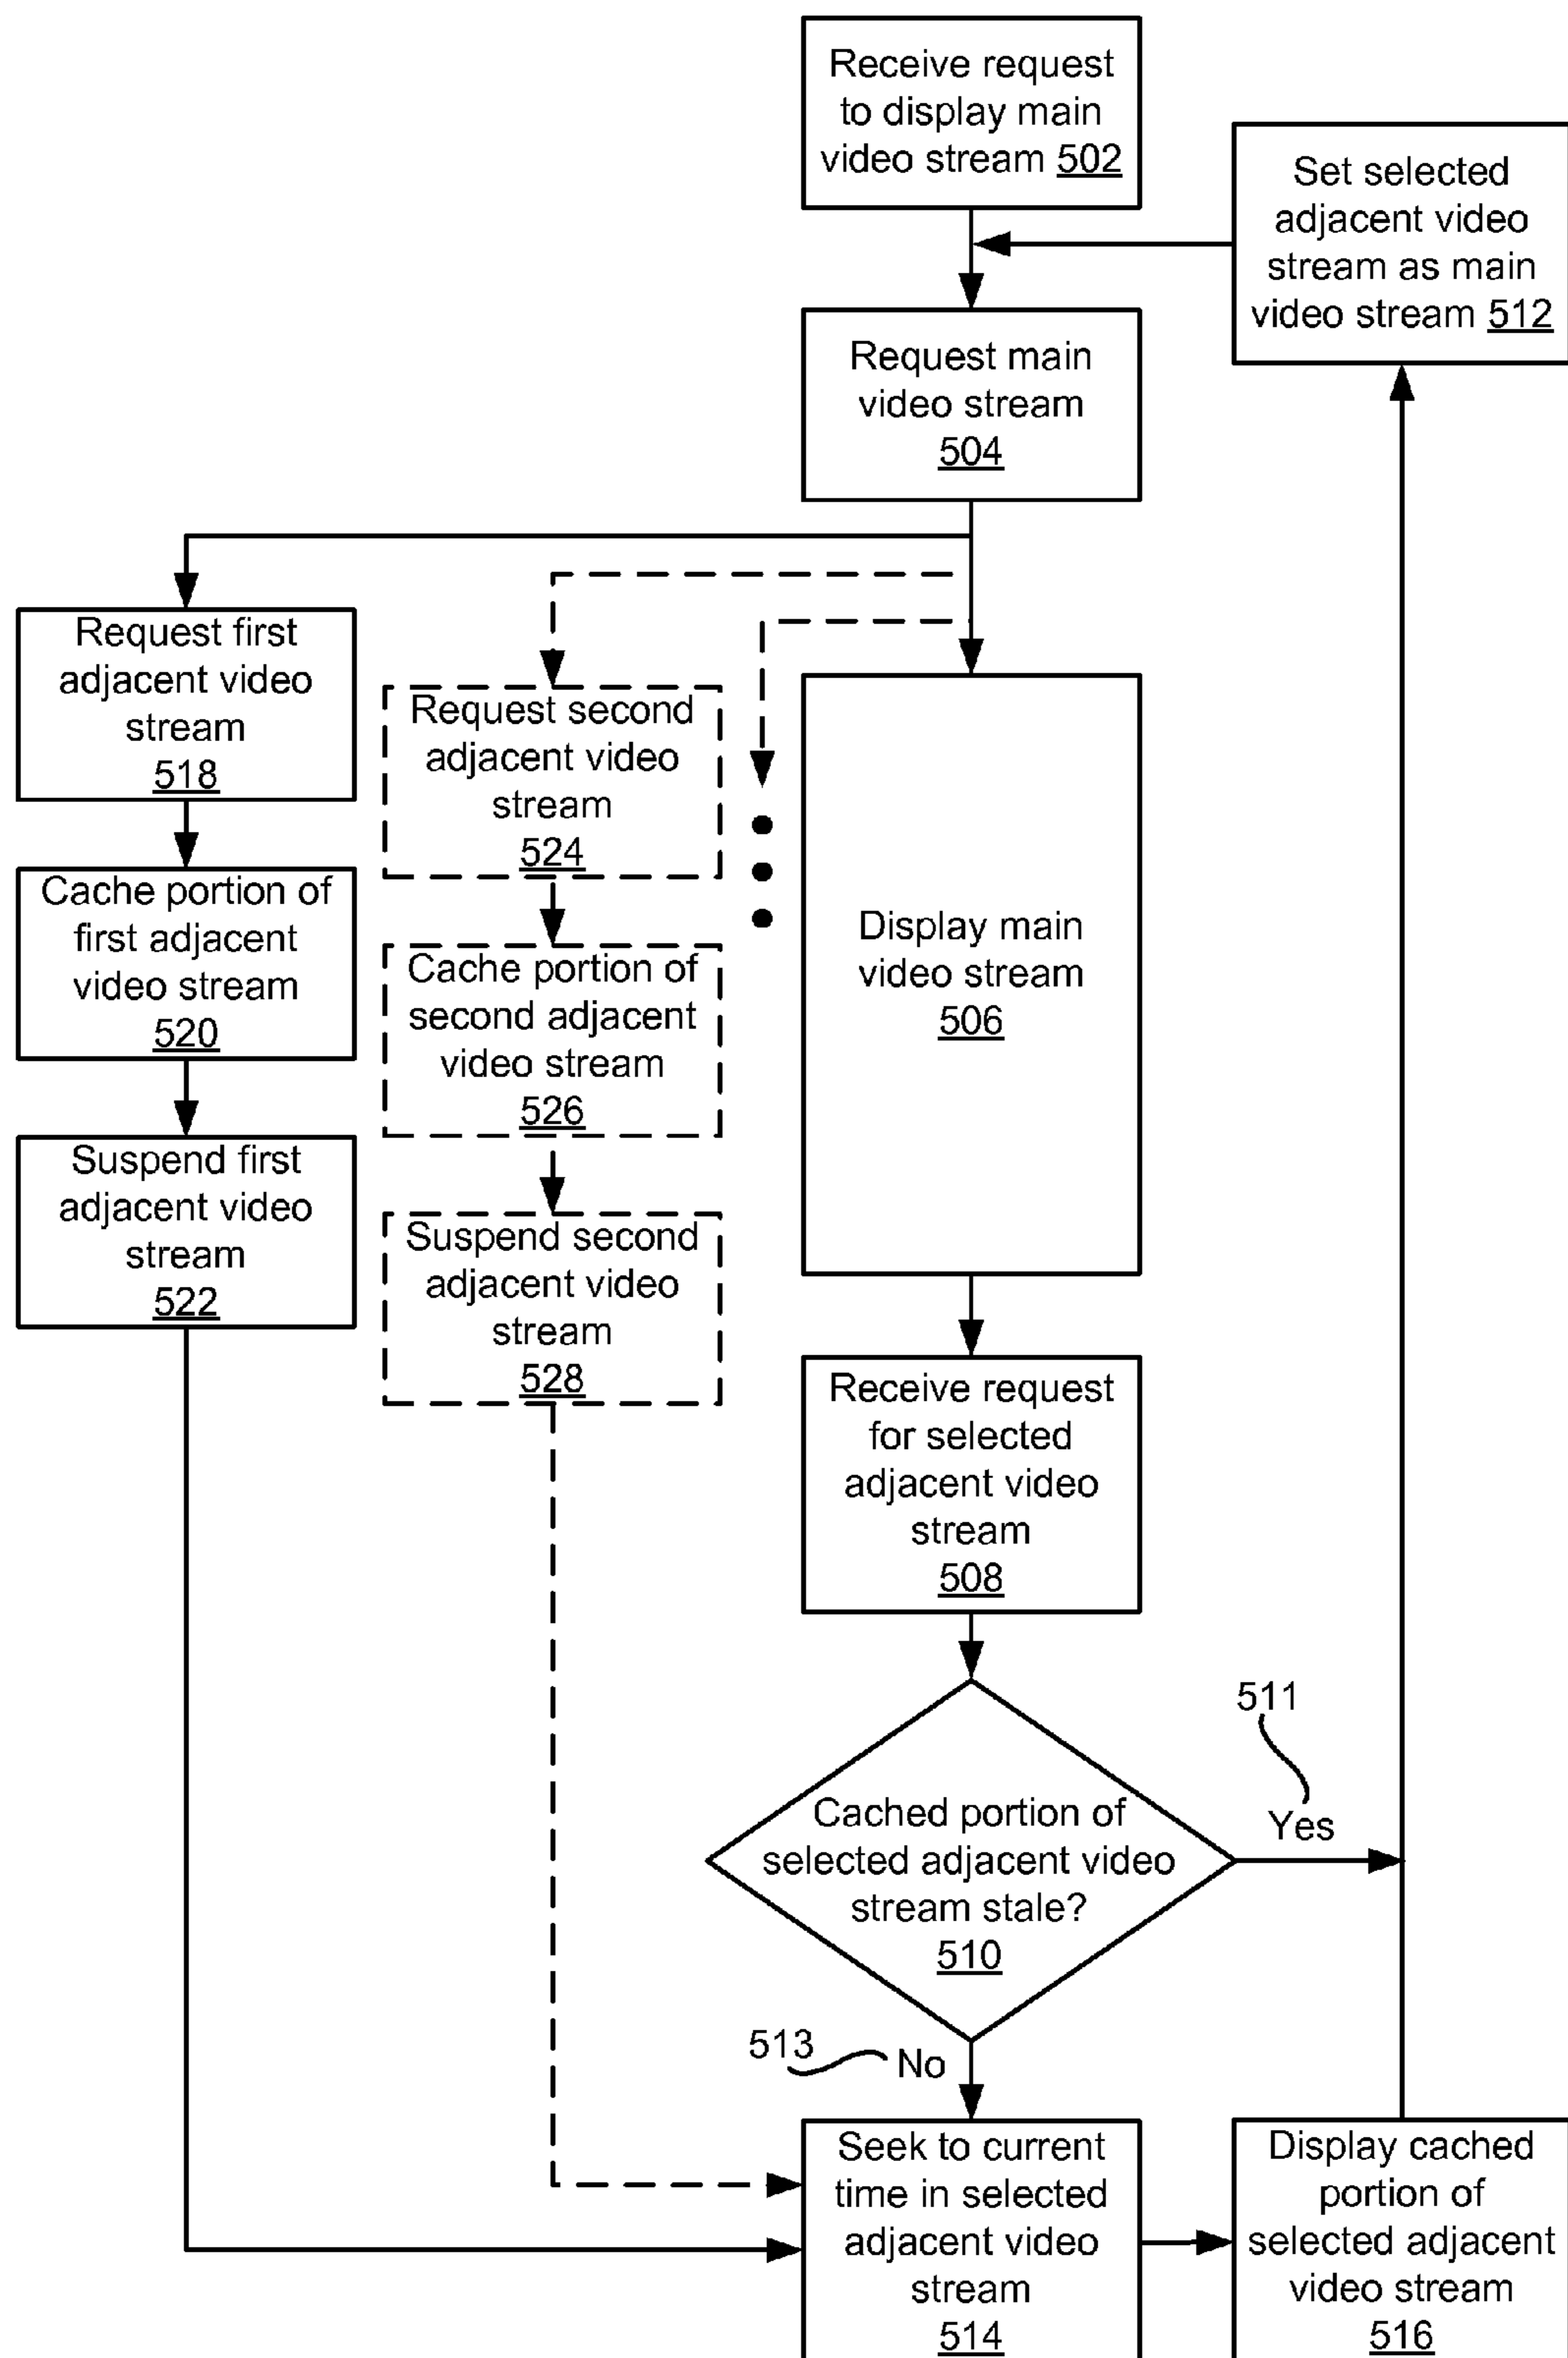 Receive request
to display main
video stream 502
Set selected
adjacent video
stream as main
video stream 512
Request main
video stream
504
Request first
adjacent video
stream
518
Request second
adjacent video
stream
524
Cache portion of
first adjacent
video stream
520
Cache portion of
second adjacent
video stream
526
Display main
video stream
506
Suspend first
adjacent video
stream
522
Suspend second
adjacent video
stream
528
Receive request
for selected
adjacent video
stream
508
511
Yes
Cached portion of
selected adjacent video
stream stale?
510
513
No
Seek to current
time in selected
adjacent video
stream
514
Display cached
portion of
selected adjacent
video stream
516